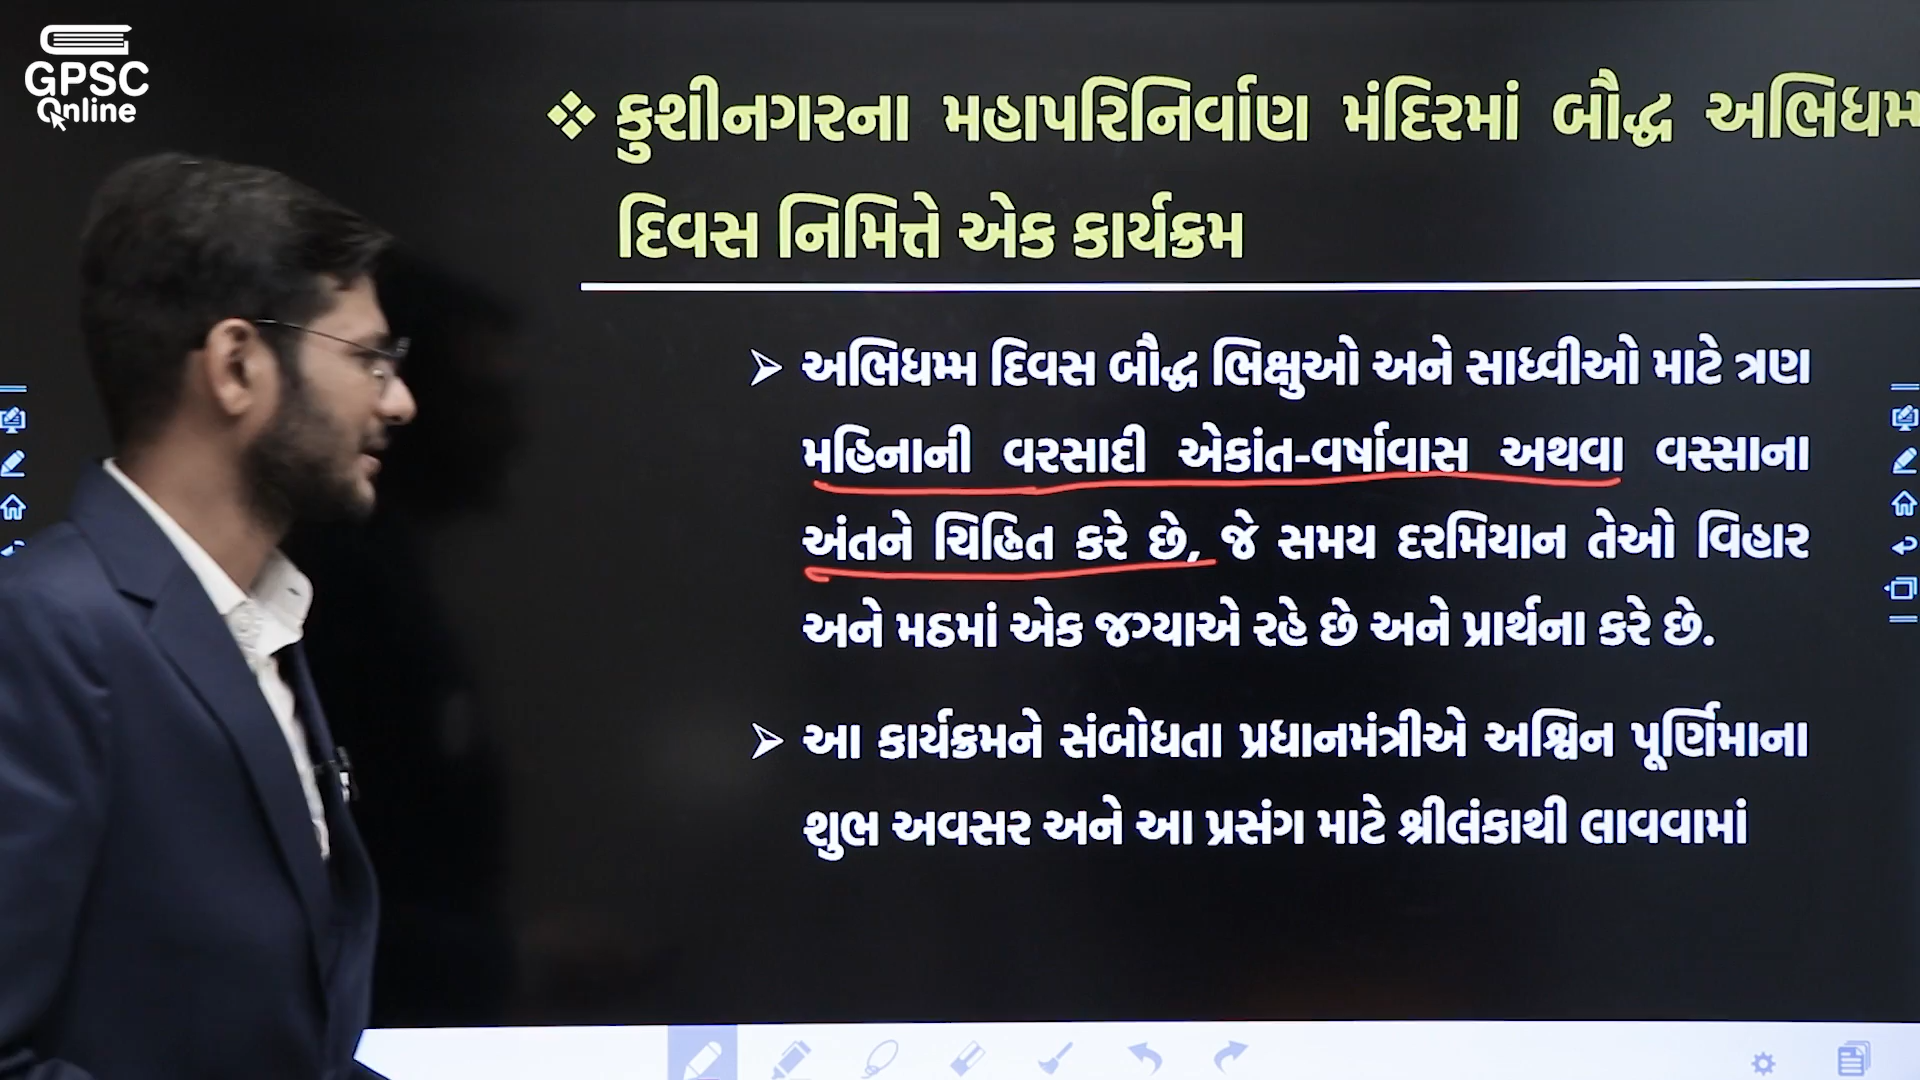 GPSC
Online
❖ કુશીનગરના મહાપરિનિર્વાણ મંદિરમાં બૌદ્ધ અભિધમ્મ
દિવસ નિમિત્તે એક કાર્યક્રમ
➢ અભિધમ્મ દિવસ બૌદ્ધ ભિક્ષુઓ અને સાધ્વીઓ માટે ત્રણ
મહિનાની વરસાદી એકાંત-વર્ષાવાસ અથવા વસ્સાના
અંતને ચિહ્નિત કરે છે, જે સમય દરમિયાન તેઓ વિહાર
અને મઠમાં એક જગ્યાએ રહે છે અને પ્રાર્થના કરે છે.
➢ આ કાર્યક્રમને સંબોધતા પ્રધાનમંત્રીએ અશ્વિન પૂર્ણિમાના
શુભ અવસર અને આ પ્રસંગ માટે શ્રીલંકાથી લાવવામાં